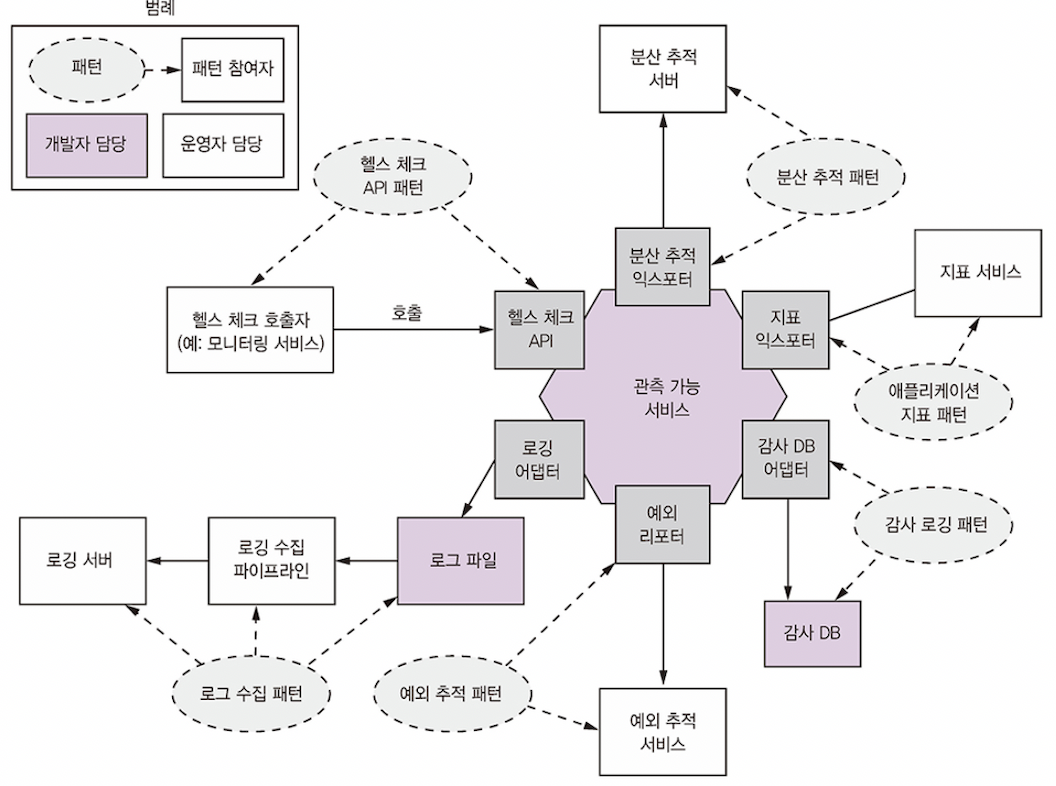 범례
패턴
패턴 참여자
개발자 담당
운영자 담당
분산 추적
서버
헬스 체크
API 패턴
분산 추적 패턴
분산 추적
익스포터
지표 서비스
헬스 체크 호출자
(예: 모니터링 서비스)
호출
헬스 체크
API
지표
익스포터
관측 가능
서비스
애플리케이션
지표 패턴
로깅
어댑터
감사 DB
어댑터
예외
리포터
감사 로깅 패턴
로깅 서버
로깅 수집
파이프라인
로그 파일
감사 DB
로그 수집 패턴
예외 추적 패턴
예외 추적
서비스